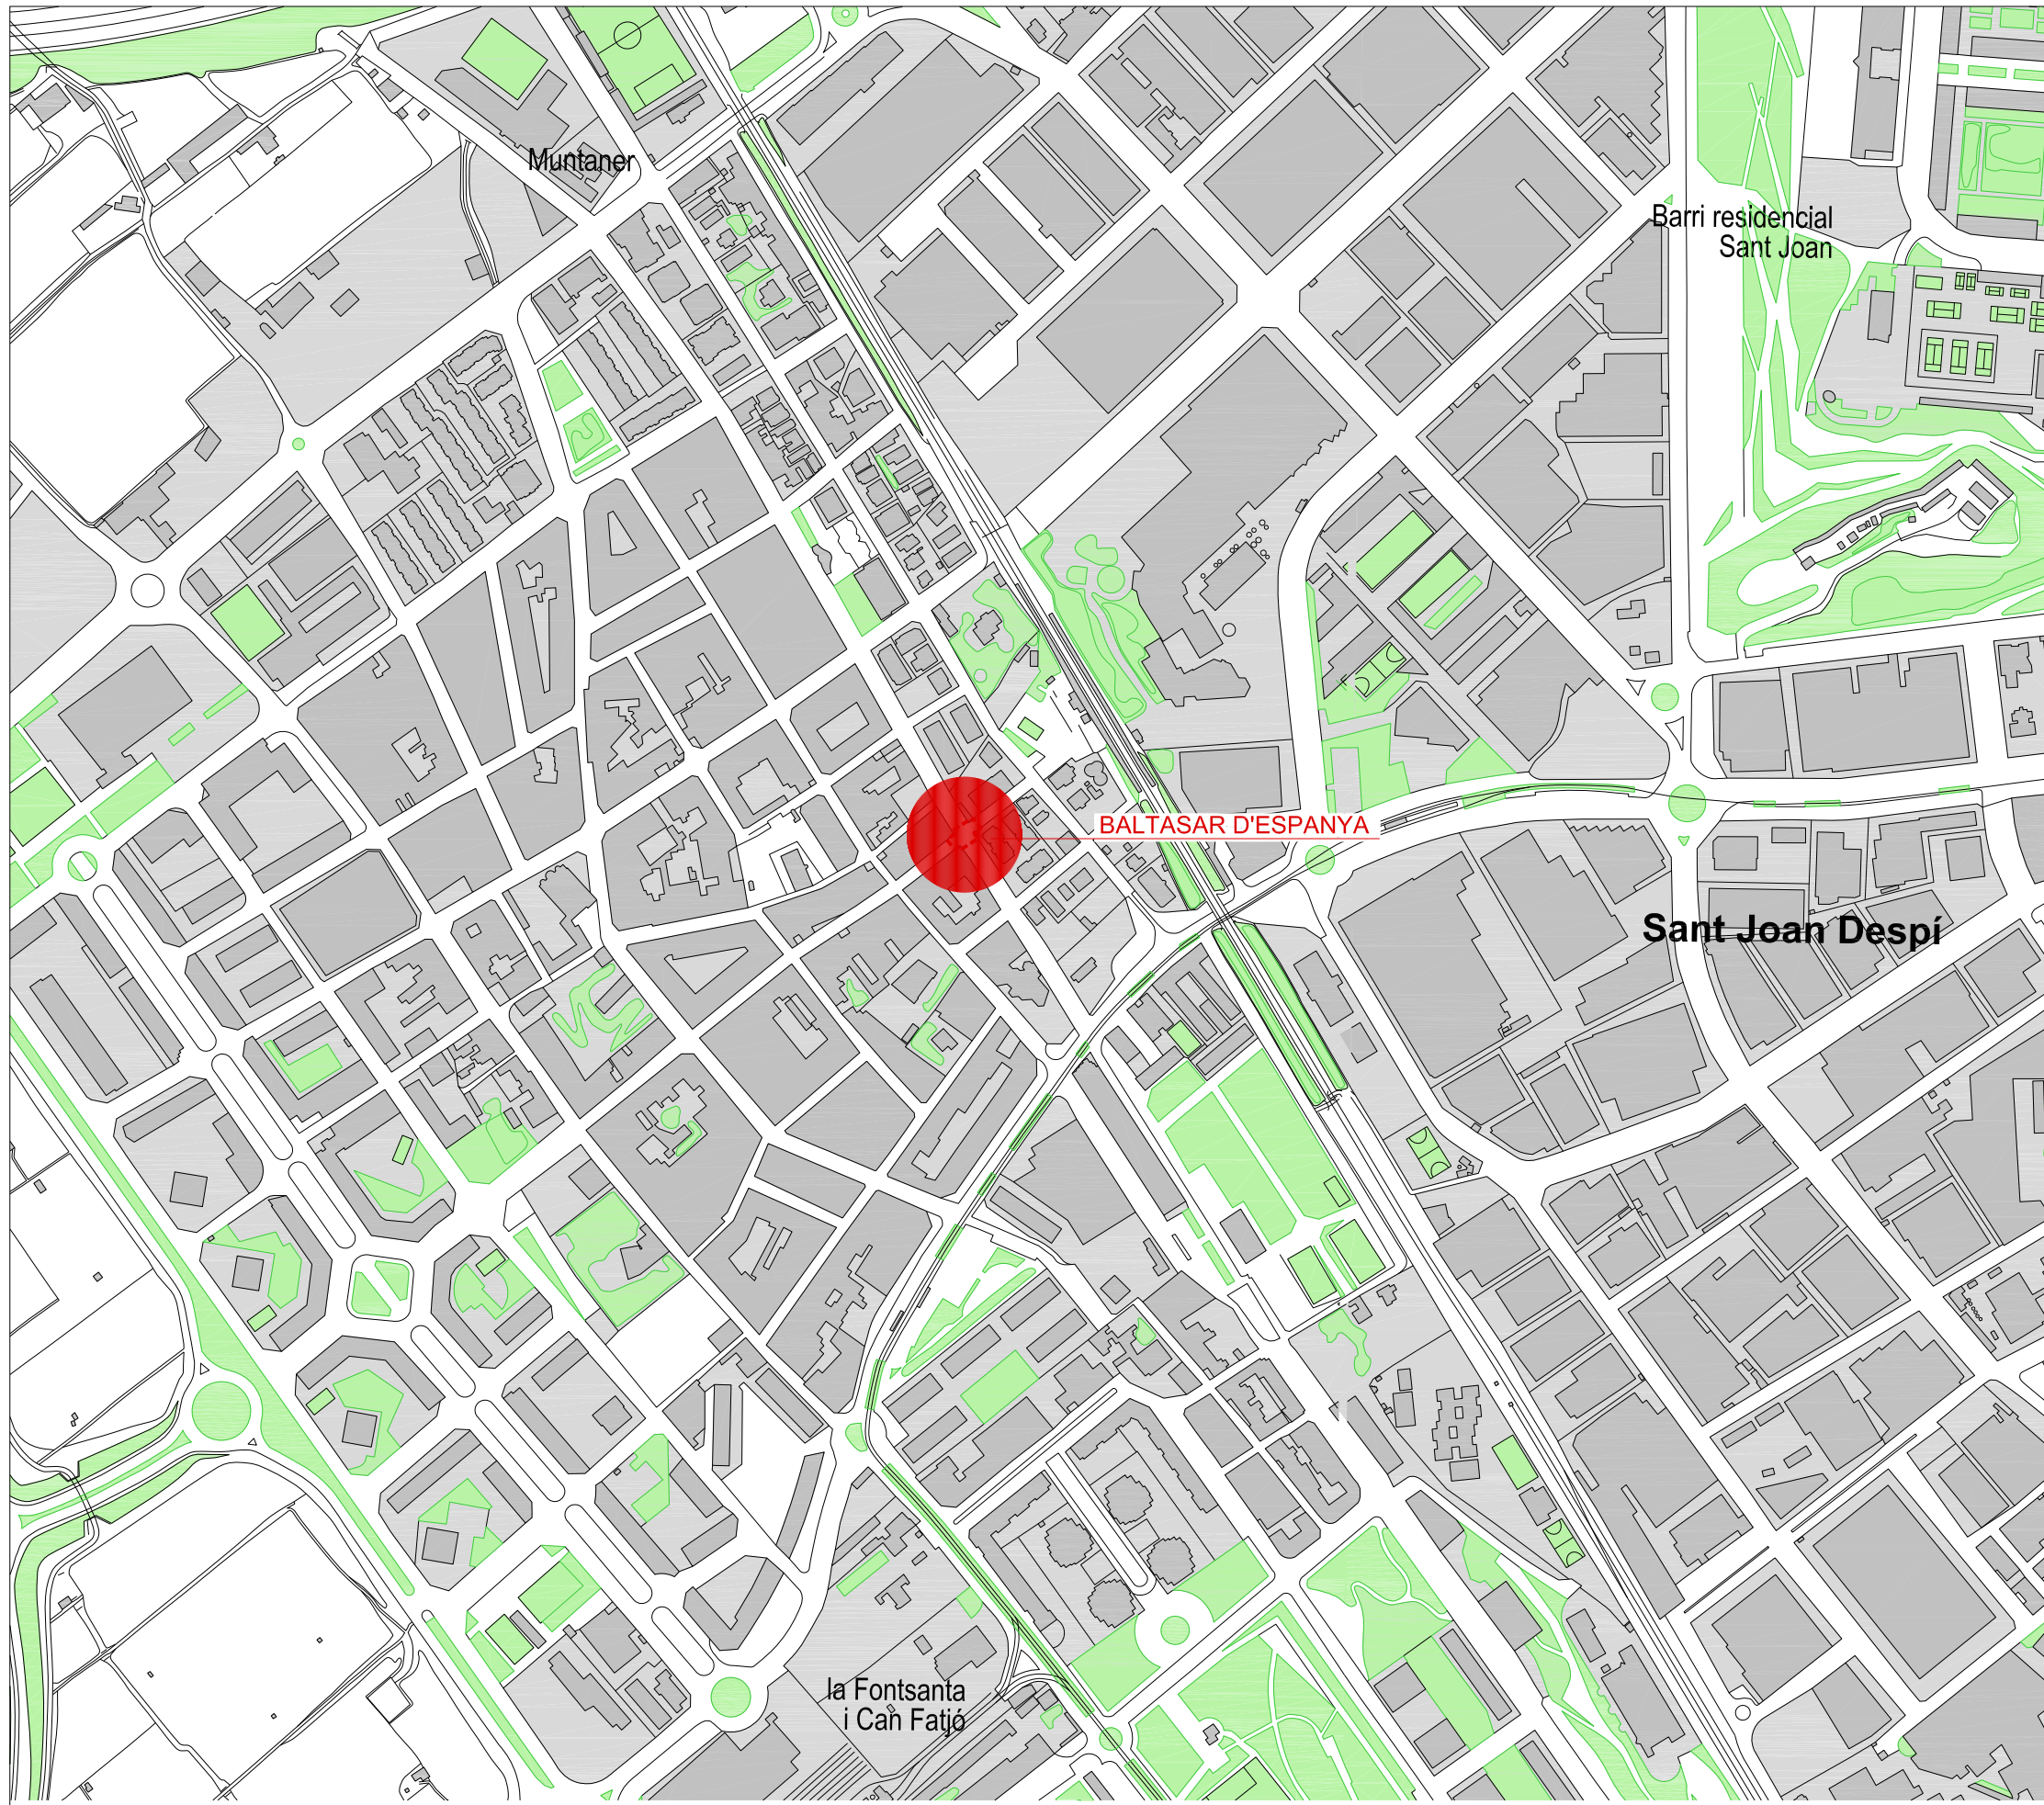 Muntaner
Barri residencial
Sant Joan
BALTASAR D'ESPANYA
Sant Joan Despí
la Fontsanta
i Can Fatjó